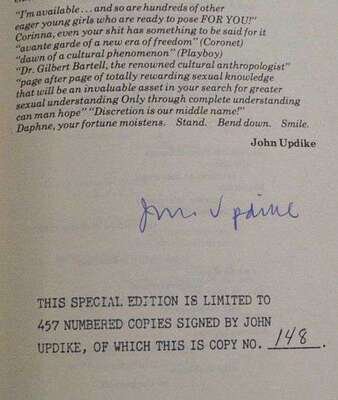 "I'm available... and so are hundreds of other
eager young girls who are ready to pose FOR YOU!"
Corinna, even your shit has something to be said for it
"avante garde of a new era of freedom" (Coronet)
"dawn of a cultural phenomenon" (Playboy)
"Dr. Gilbert Bartell, the renowned cultural anthropologist"
"page after page of totally rewarding sexual knowledge
that will be an invaluable asset in your search for greater
sexual understanding Only through complete understanding
can man hope" "Discretion is our middle name!"
Daphne, your fortune moistens. Stand. Bend down. Smile.
John Updike
John Updike
THIS SPECIAL EDITION IS LIMITED TO
457 NUMBERED COPIES SIGNED BY JOHN
UPDIKE, OF WHICH THIS IS COPY NO. 148.